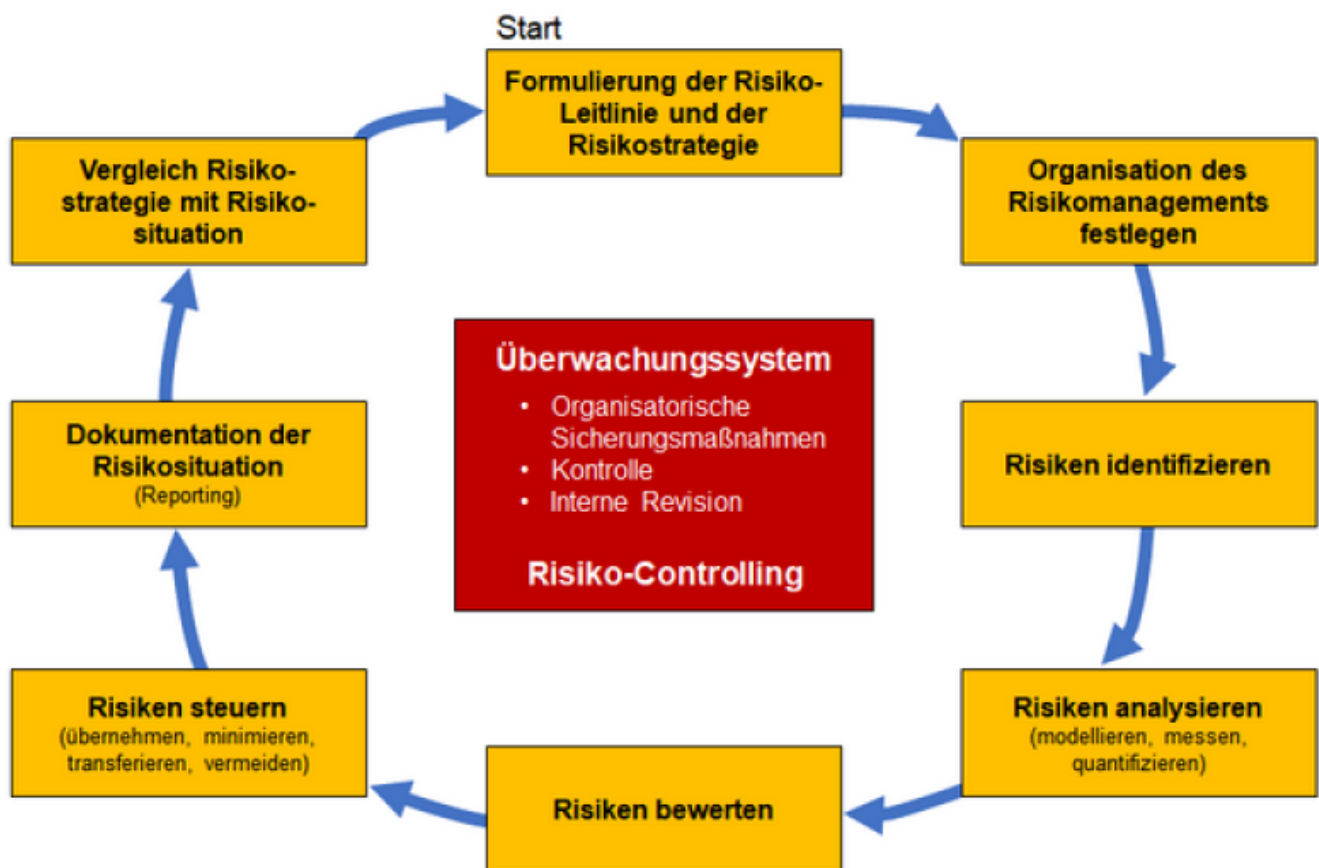 Start
Formulierung der Risiko-
Leitlinie und der
Risikostrategie
Organisation des
Risikomanagements
festlegen
Risiken identifizieren
Risiken analysieren
(modellieren, messen,
quantifizieren)
Risiken bewerten
Risiken steuern
(übernehmen, minimieren,
transferieren, vermeiden)
Dokumentation der
Risikosituation
(Reporting)
Vergleich Risiko-
strategie mit Risiko-
situation
Überwachungssystem
• Organisatorische
Sicherungsmaßnahmen
• Kontrolle
• Interne Revision
Risiko-Controlling